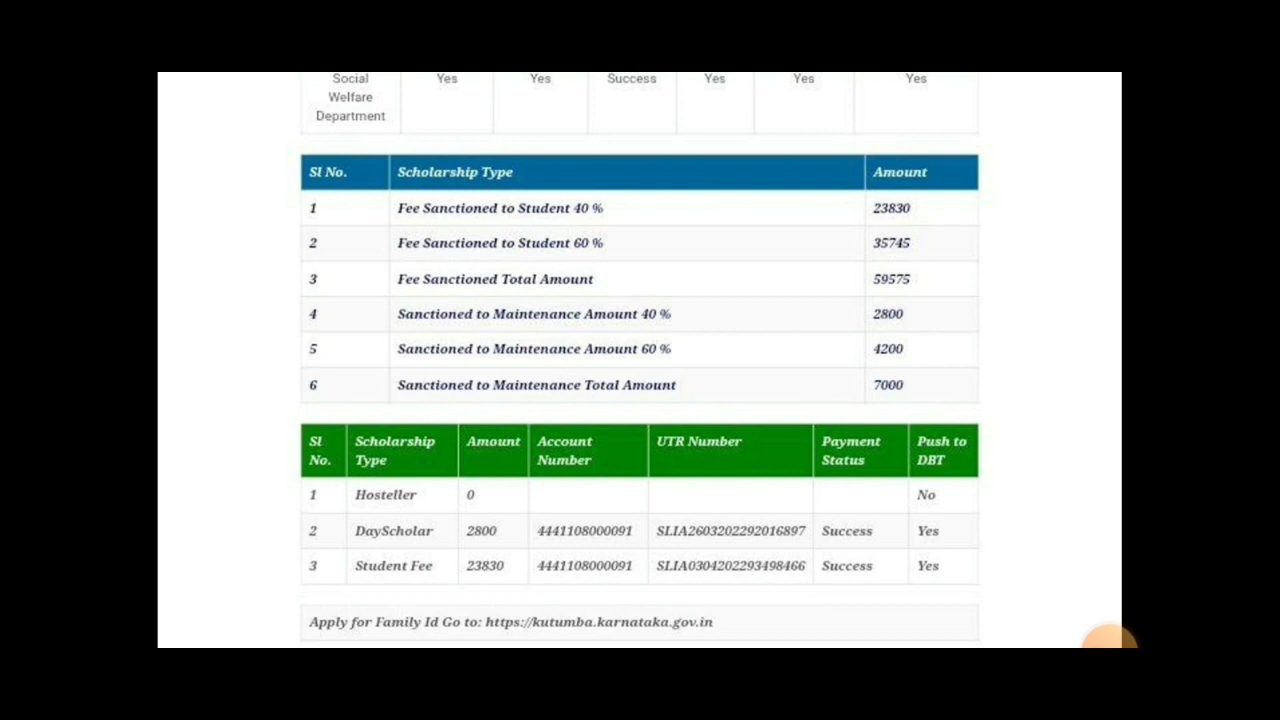 Social Welfare Department Yes Yes Success Yes Yes Yes
Sl No. Scholarship Type Amount
1 Fee Sanctioned to Student 40 % 23830
2 Fee Sanctioned to Student 60 % 35745
3 Fee Sanctioned Total Amount 59575
4 Sanctioned to Maintenance Amount 40 % 2800
5 Sanctioned to Maintenance Amount 60 % 4200
6 Sanctioned to Maintenance Total Amount 7000
Sl No. Scholarship Type Amount Account Number UTR Number Payment Status Push to DBT
1 Hosteller 0 No
2 DayScholar 2800 4441108000091 SLIA2603202292016897 Success Yes
3 Student Fee 23830 4441108000091 SLIA0304202293498466 Success Yes
Apply for Family Id Go to: https://kutumba.karnataka.gov.in